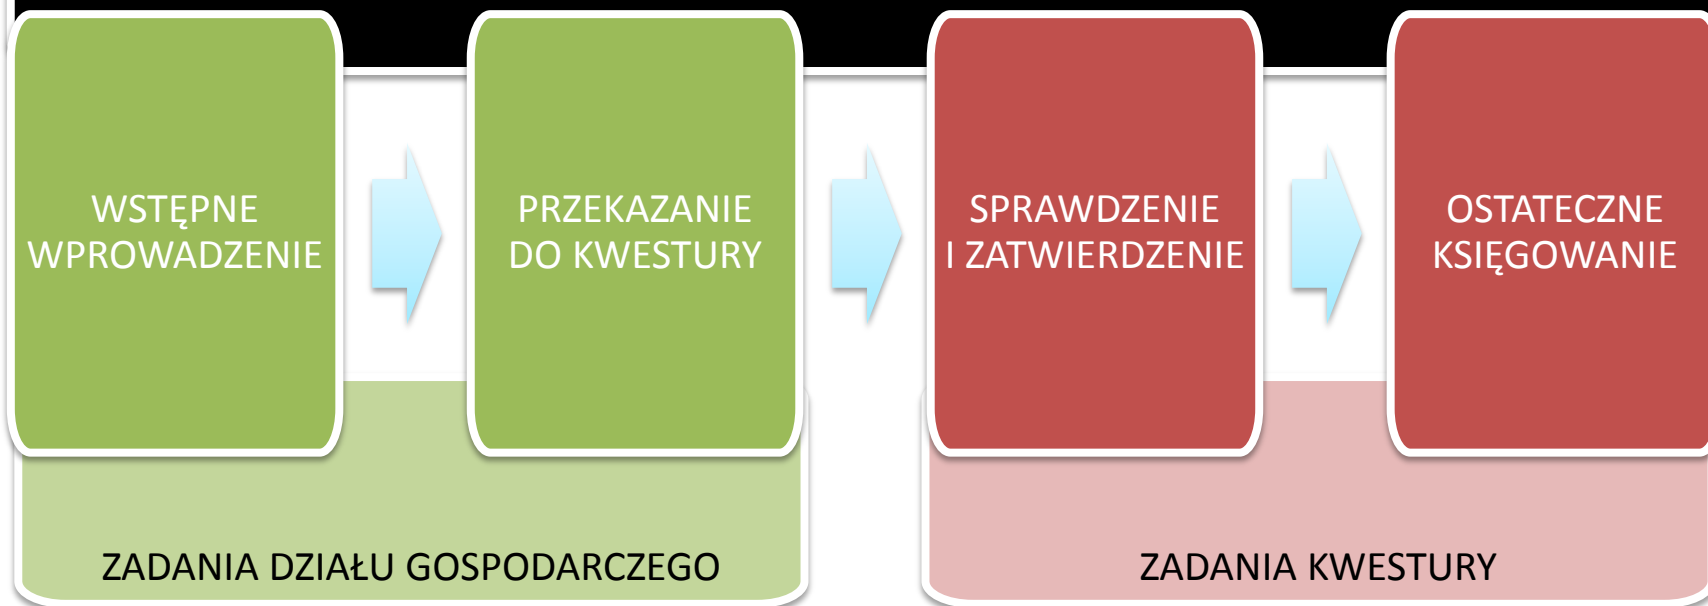 WSTĘPNE
WPROWADZENIE
PRZEKAZANIE
DO KWESTURY
SPRAWDZENIE
I ZATWIERDZENIE
OSTATECZNE
KSIĘGOWANIE
ZADANIA DZIAŁU GOSPODARCZEGO
ZADANIA KWESTURY